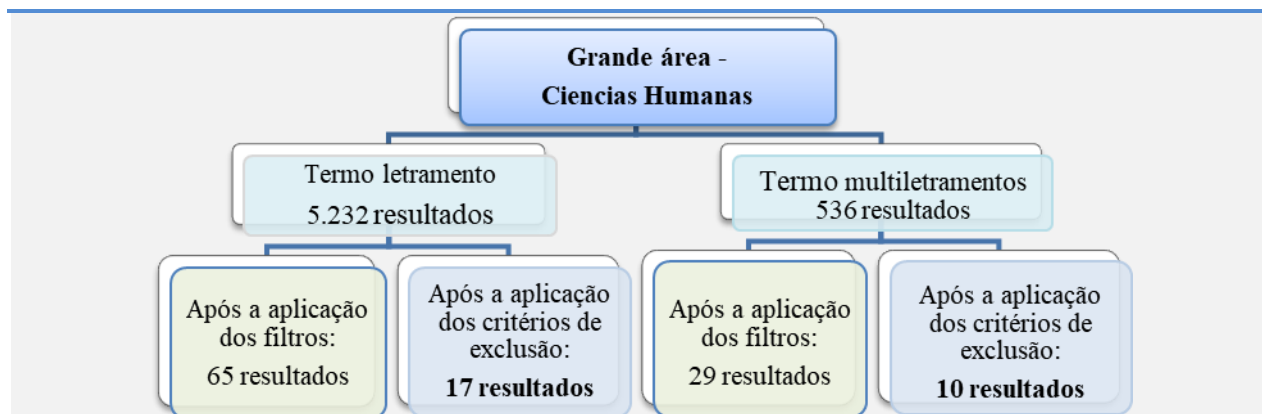 Grande área -
Ciencias Humanas
Termo letramento
5.232 resultados
Termo multiletramentos
536 resultados
Após a aplicação
dos filtros:
65 resultados
Após a aplicação
dos critérios de
exclusão:
17 resultados
Após a aplicação
dos filtros:
29 resultados
Após a aplicação
dos critérios de
exclusão:
10 resultados